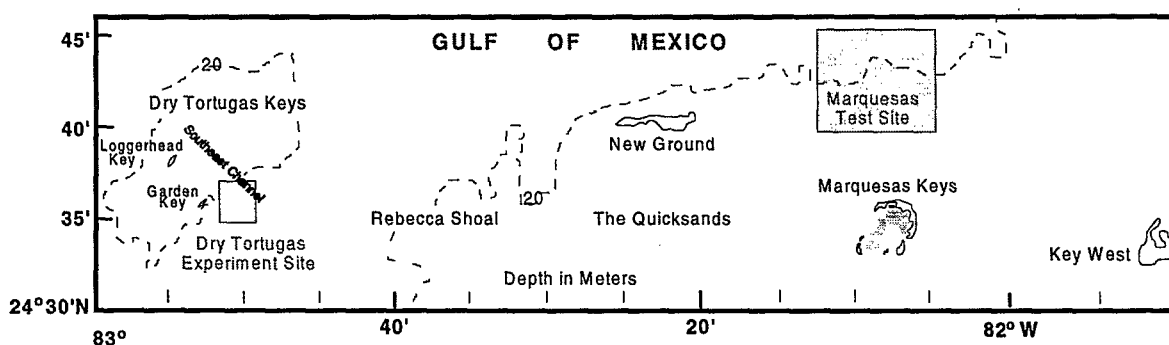 45'
GULF OF MEXICO
20
Dry Tortugas Keys
Marquesas
Test Site
40'
Southeast Channel
New Ground
Loggerhead
Key
Garden
Key
Marquesas Keys
20
35'
Rebecca Shoal
The Quicksands
Dry Tortugas
Experiment Site
Key West
Depth in Meters
24°30'N
83°
40'
20'
82° W